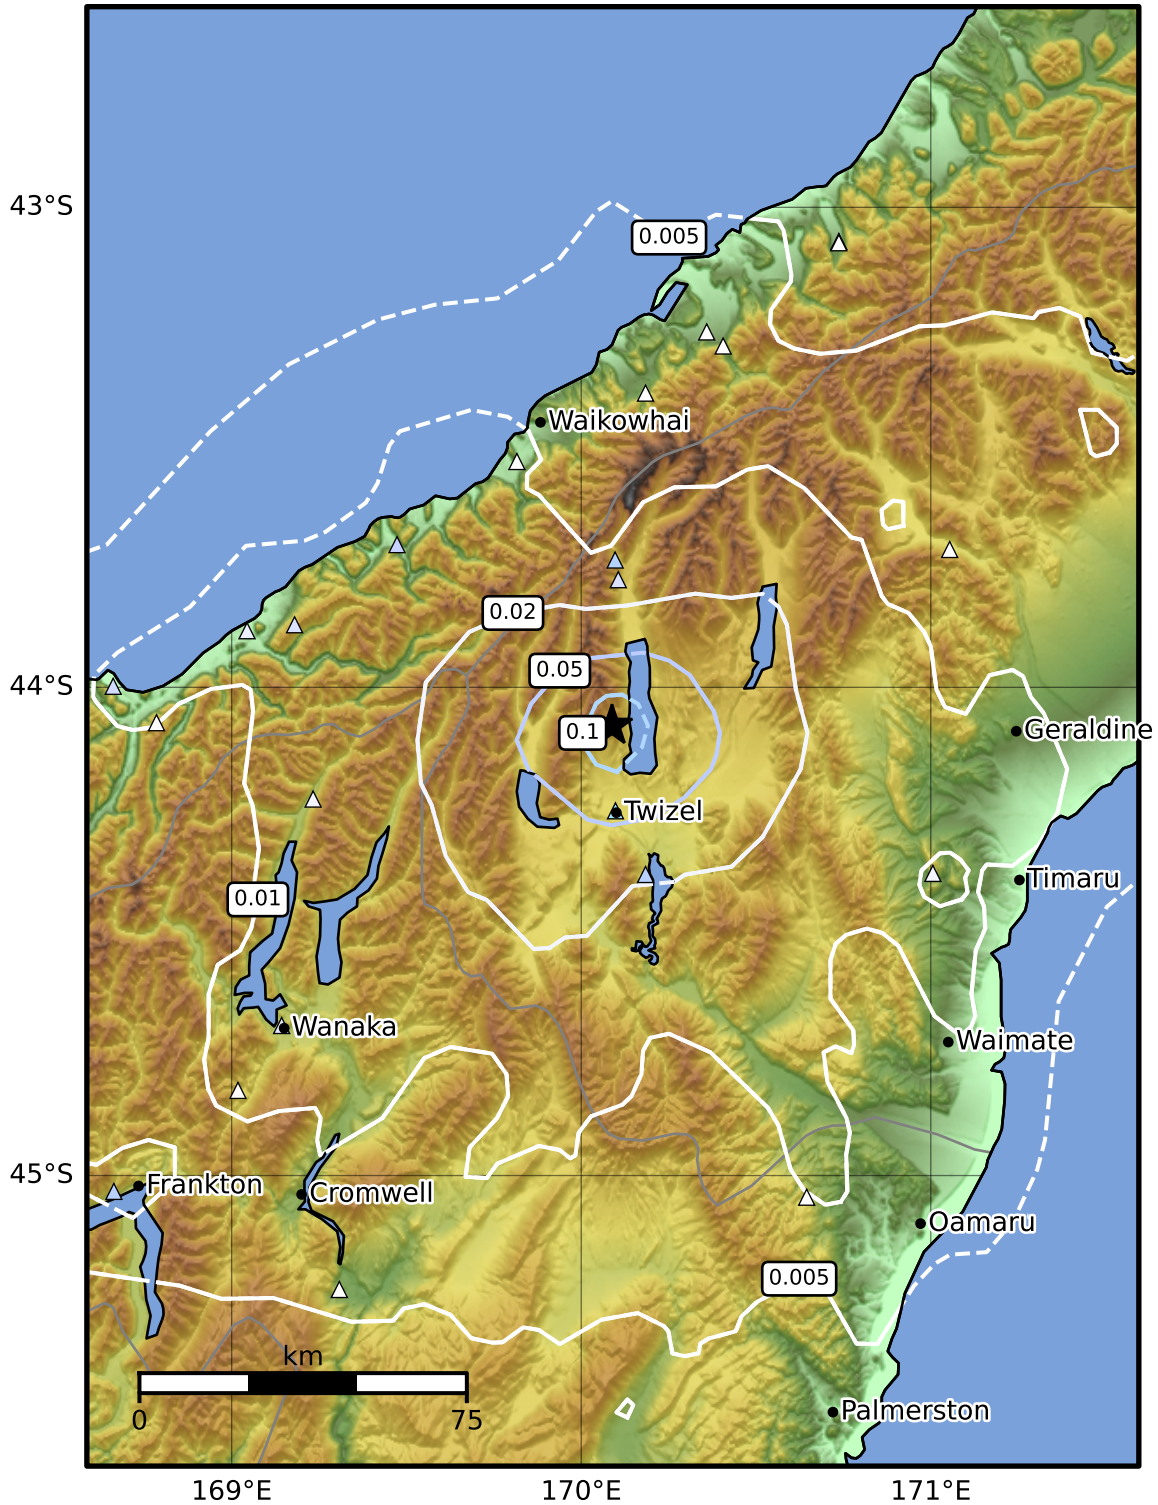 43°S
0.005
Waikowhai
0.02
0.05
44°S
0.1
Geraldine
Twizel
Timaru
0.01
Wanaka
Waimate
45°S
Frankton
Cromwell
Oamaru
0.005
km
0 75
Palmerston
169°E 170°E 171°E